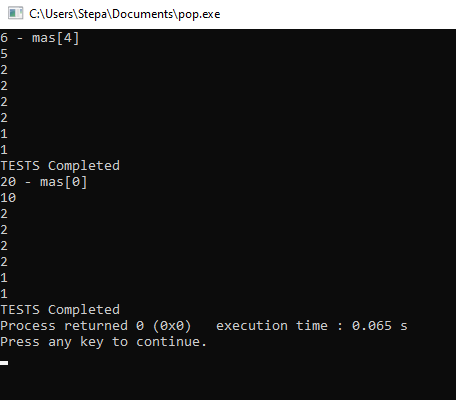 C:\Users\Stepa\Documents\pop.exe
6 - mas[4]
5
2
2
2
2
1
1
TESTS Completed
20 - mas[0]
10
2
2
2
2
1
1
TESTS Completed
Process returned 0 (0x0)   execution time : 0.065 s
Press any key to continue.